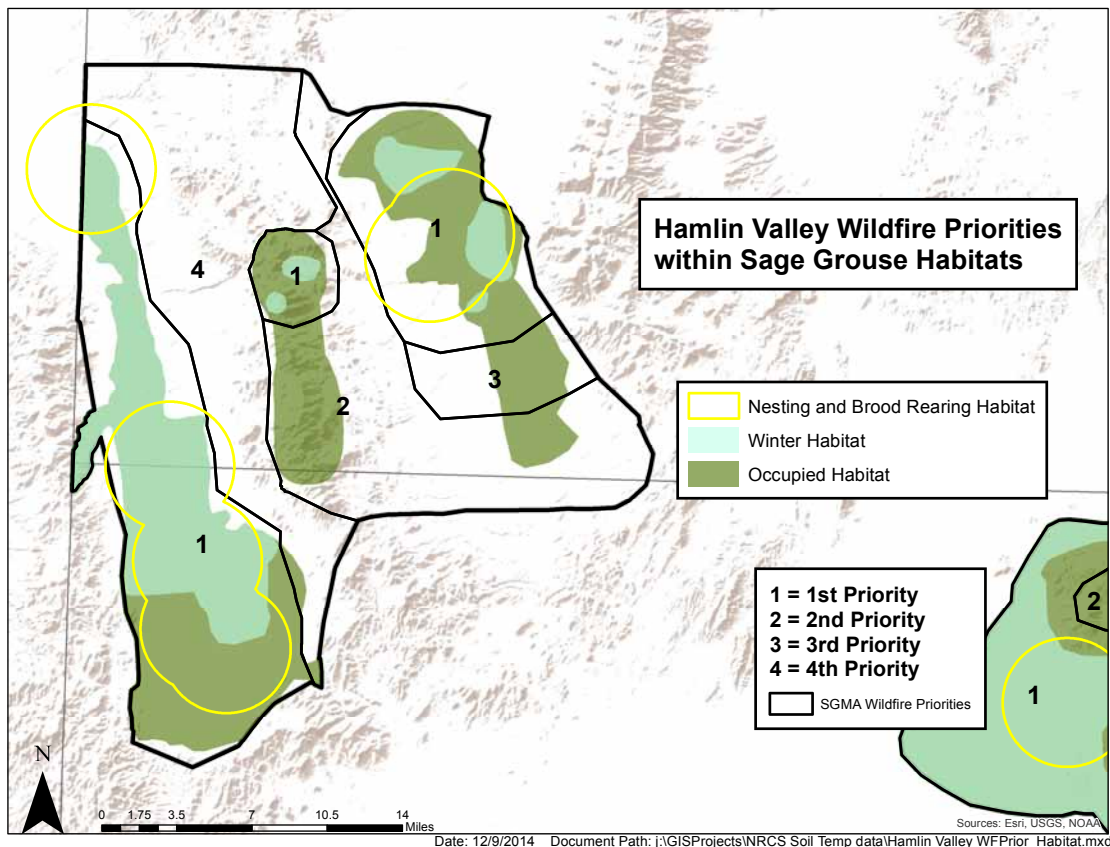 Hamlin Valley Wildfire Priorities
within Sage Grouse Habitats
1
4
1
1
2
3
1
Nesting and Brood Rearing Habitat
Winter Habitat
Occupied Habitat
1 = 1st Priority
2 = 2nd Priority
3 = 3rd Priority
4 = 4th Priority
SGMA Wildfire Priorities
2
1
N
0 1.75 3.5 7 10.5 14
Miles
Sources: Esri, USGS, NOAA
Date: 12/9/2014 Document Path: j:\GISProjects\NRCS Soil Temp data\Hamlin Valley WFPrior_Habitat.mxd